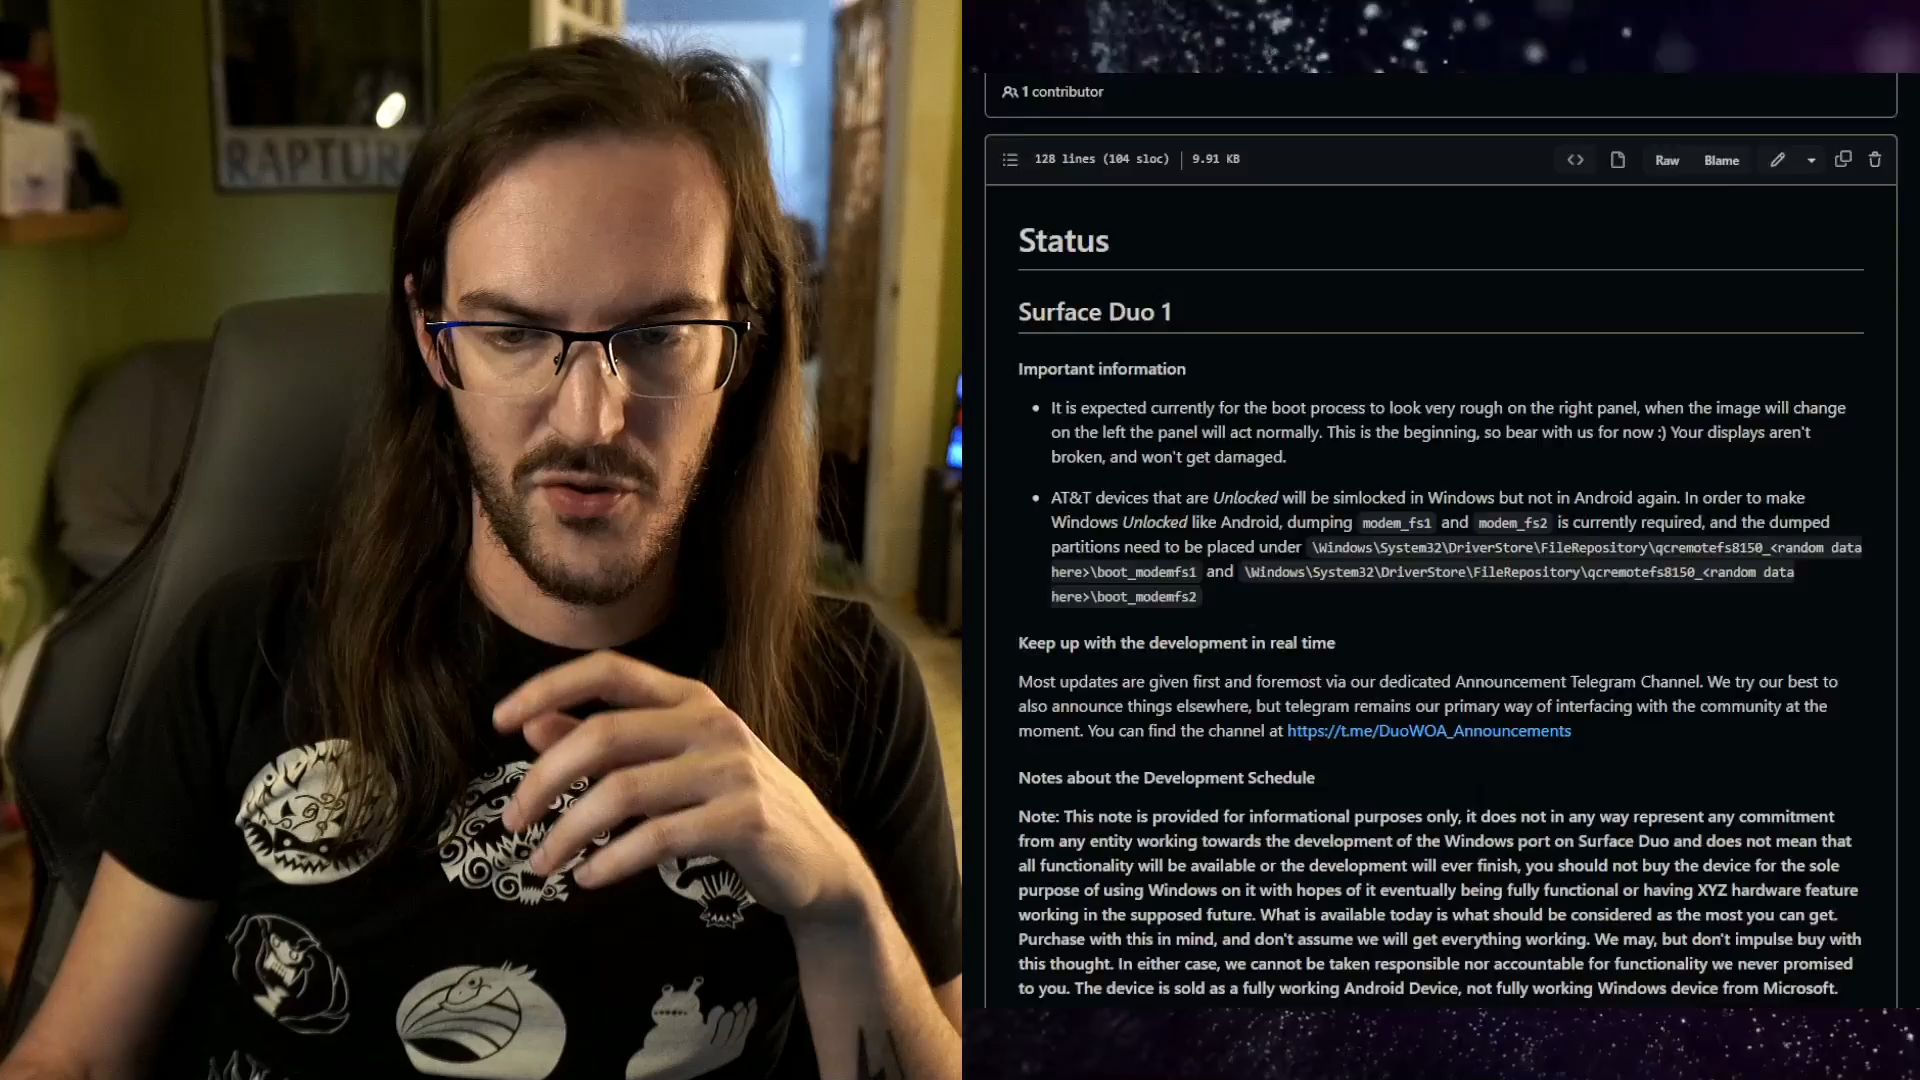 RAPTUR
1 contributor
128 lines (104 sloc) | 9.91 KB
Raw
Blame
Status
Surface Duo 1
Important information
• It is expected currently for the boot process to look very rough on the right panel, when the image will change
on the left the panel will act normally. This is the beginning, so bear with us for now :) Your displays aren't
broken, and won't get damaged.
• AT&T devices that are Unlocked will be simlocked in Windows but not in Android again. In order to make
Windows Unlocked like Android, dumping modem_fs1 and modem_fs2 is currently required, and the dumped
partitions need to be placed under \Windows\System32\DriverStore\FileRepository\qcremotefs8150_<random data
here>\boot_modemfs1 and \Windows\System32\DriverStore\FileRepository\qcremotefs8150_<random data
here>\boot_modemfs2
Keep up with the development in real time
Most updates are given first and foremost via our dedicated Announcement Telegram Channel. We try our best to
also announce things elsewhere, but telegram remains our primary way of interfacing with the community at the
moment. You can find the channel at https://t.me/DuoWOA_Announcements
Notes about the Development Schedule
Note: This note is provided for informational purposes only, it does not in any way represent any commitment
from any entity working towards the development of the Windows port on Surface Duo and does not mean that
all functionality will be available or the development will ever finish, you should not buy the device for the sole
purpose of using Windows on it with hopes of it eventually being fully functional or having XYZ hardware feature
working in the supposed future. What is available today is what should be considered as the most you can get.
Purchase with this in mind, and don't assume we will get everything working. We may, but don't impulse buy with
this thought. In either case, we cannot be taken responsible nor accountable for functionality we never promised
to you. The device is sold as a fully working Android Device, not fully working Windows device from Microsoft.